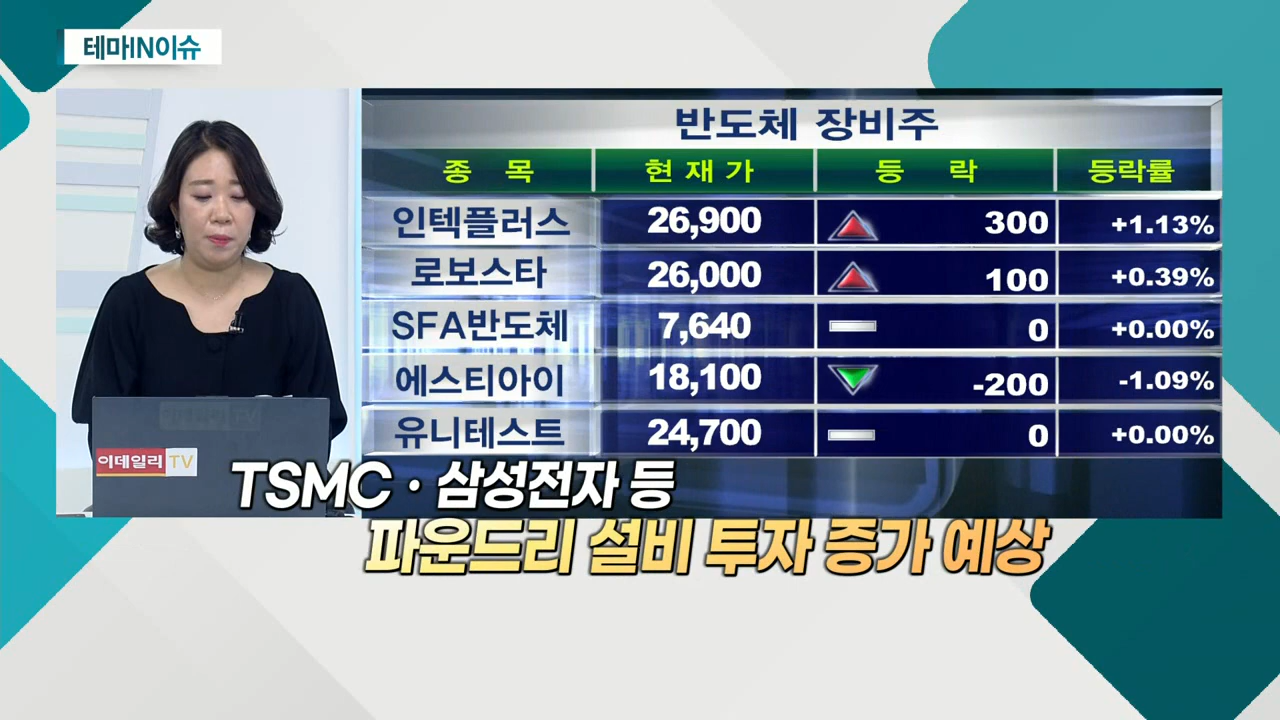 테마IN이슈
반도체 장비주
종 목 현재가 등 락 등락률
인텍플러스 26,900 300 +1.13%
로보스타 26,000 100 +0.39%
SFA반도체 7,640 0 +0.00%
에스티아이 18,100 -200 -1.09%
유니테스트 24,700 0 +0.00%
이데일리TV
TSMC · 삼성전자 등
파운드리 설비 투자 증가 예상